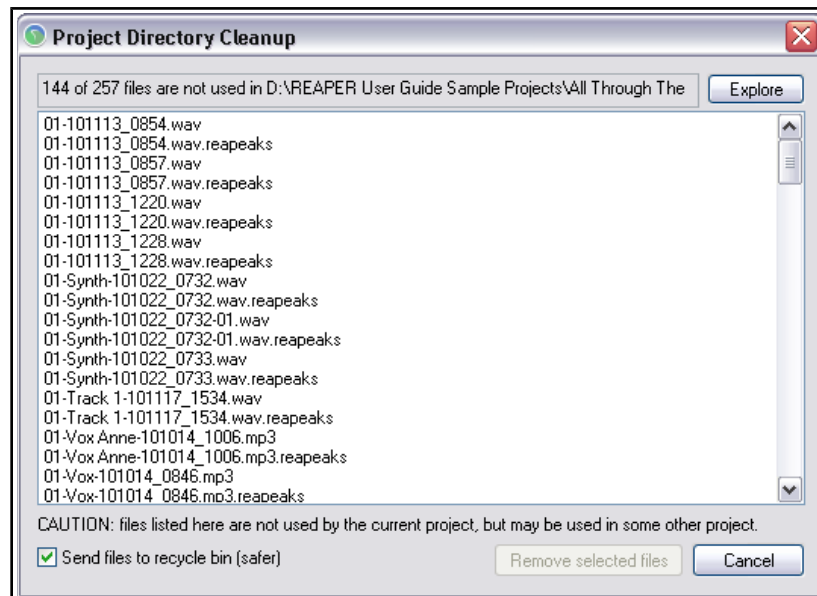 Project Directory Cleanup
144 of 257 files are not used in D:\REAPER User Guide Sample Projects\All Through The
Explore
01-101113_0854.wav
01-101113_0854.wav.reapeaks
01-101113_0857.wav
01-101113_0857.wav.reapeaks
01-101113_1220.wav
01-101113_1220.wav.reapeaks
01-101113_1228.wav
01-101113_1228.wav.reapeaks
01-Synth-101022_0732.wav
01-Synth-101022_0732.wav.reapeaks
01-Synth-101022_0732-01.wav
01-Synth-101022_0732-01.wav.reapeaks
01-Synth-101022_0733.wav
01-Synth-101022_0733.wav.reapeaks
01-Track 1-101117_1534.wav
01-Track 1-101117_1534.wav.reapeaks
01-Vox Anne-101014_1006.mp3
01-Vox Anne-101014_1006.mp3.reapeaks
01-Vox-101014_0846.mp3
01-Vox-101014_0846.mp3.reapeaks
CAUTION: files listed here are not used by the current project, but may be used in some other project.
Send files to recycle bin (safer)
Remove selected files
Cancel